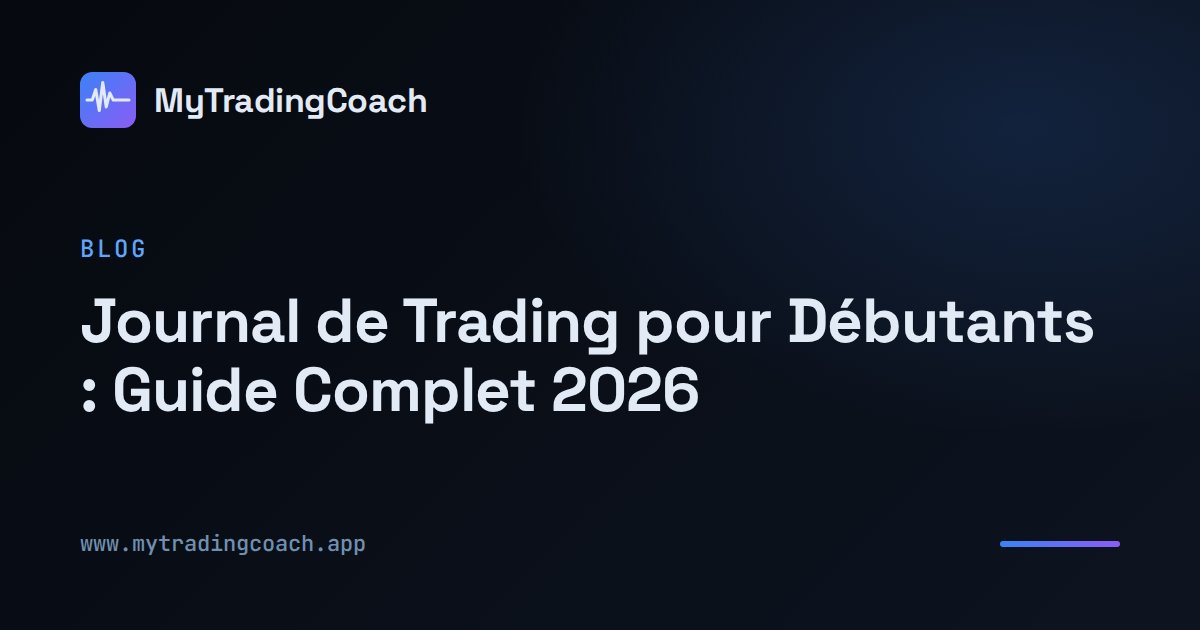 MyTradingCoach
BLOG
Journal de Trading pour Débutants
: Guide Complet 2026
www.mytradingcoach.app